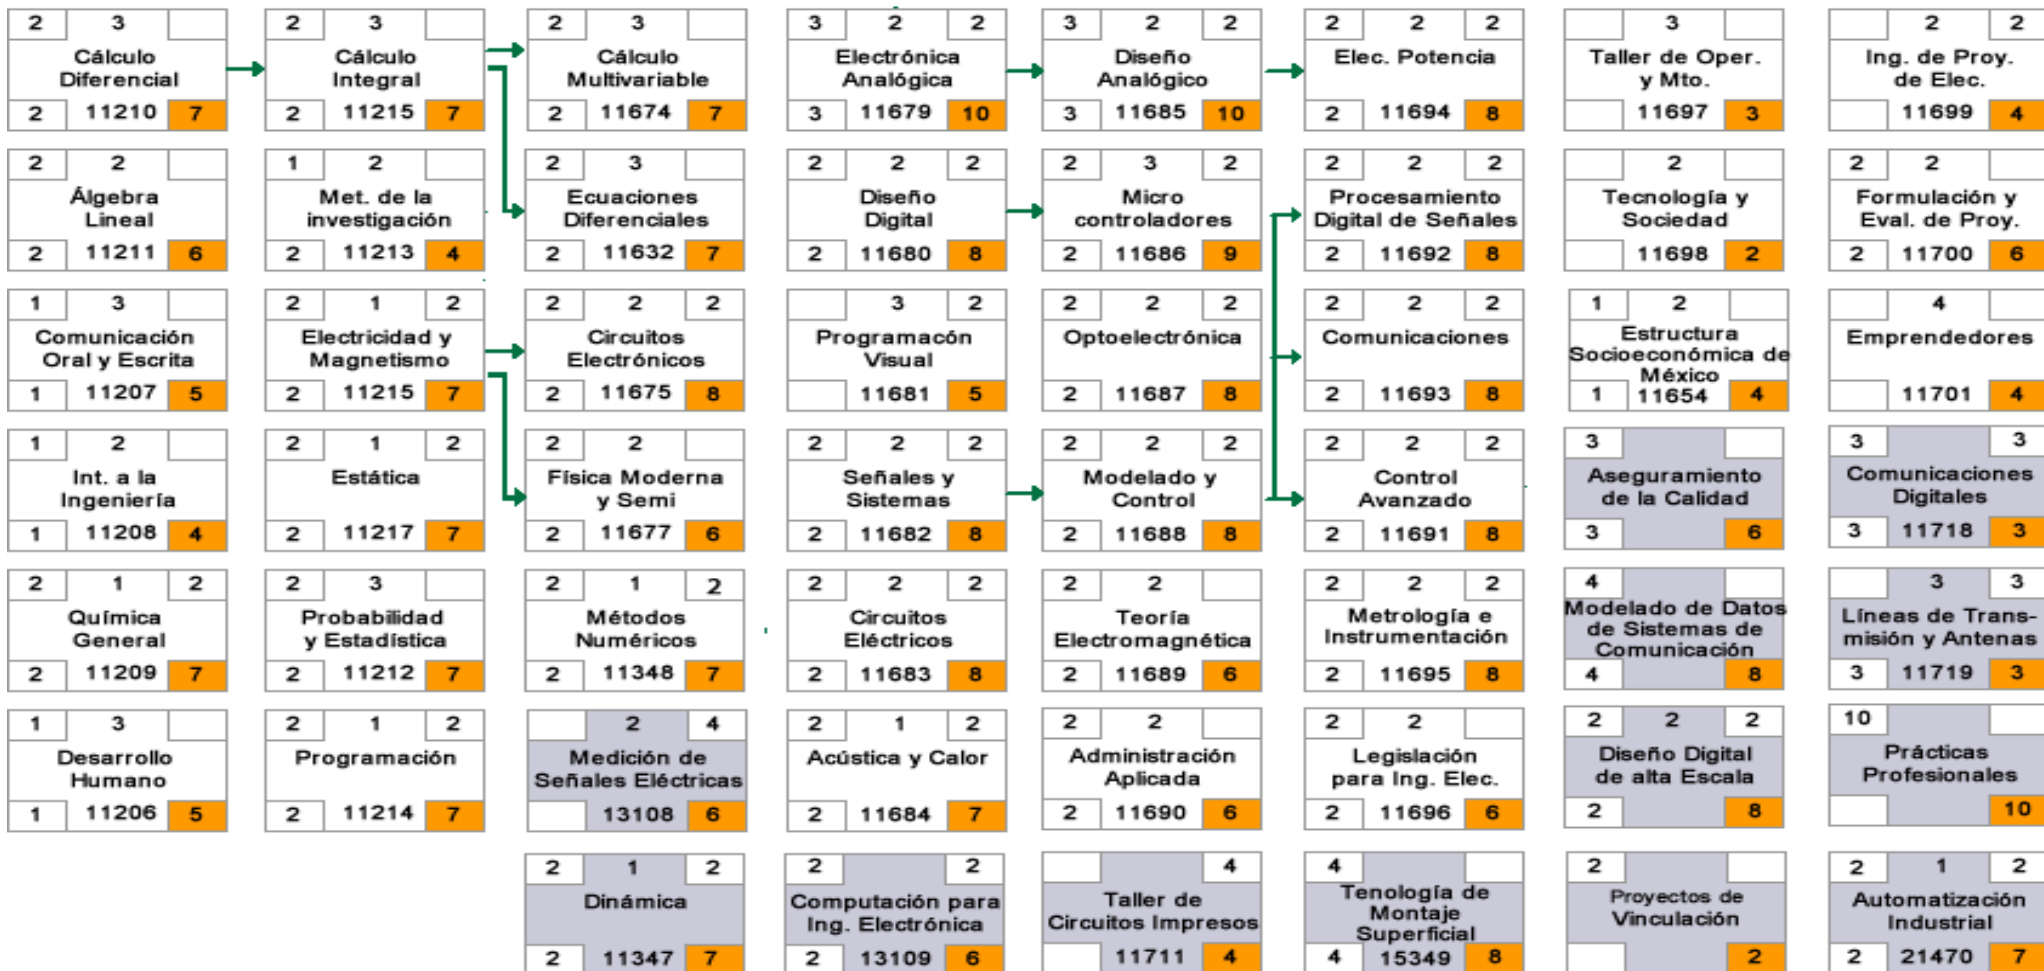 2 3
Cálculo
Diferencial
2 11210 7
2 3
Cálculo
Integral
2 11215 7
2 3
Cálculo
Multivariable
2 11674 7
3 2 2
Electrónica
Analógica
3 11679 10
3 2 2
Diseño
Analógico
3 11685 10
2 2 2
Elec. Potencia
2 11694 8
3
Taller de Oper.
y Mto.
11697 3
2 2
Ing. de Proy.
de Elec.
11699 4
2 2
Álgebra
Lineal
2 11211 6
1 2
Met. de la
investigación
2 11213 4
2 3
Ecuaciones
Diferenciales
2 11632 7
2 2 2
Diseño
Digital
2 11680 8
2 3 2
Micro
controladores
2 11686 9
2 2 2
Procesamiento
Digital de Señales
2 11692 8
2
Tecnología y
Sociedad
11698 2
2 2
Formulación y
Eval. de Proy.
2 11700 6
1 3
Comunicación
Oral y Escrita
1 11207 5
2 1 2
Electricidad y
Magnetismo
2 11215 7
2 2 2
Circuitos
Electrónicos
2 11675 8
3 2
Programacón
Visual
11681 5
2 2 2
Optoelectrónica
2 11687 8
2 2 2
Comunicaciones
2 11693 8
1 2
Estructura
Socioeconómica de
México
1 11654 4
4
Emprendedores
11701 4
1 2
Int. a la
Ingeniería
1 11208 4
2 1 2
Estática
2 11217 7
2 2
Física Moderna
y Semi
2 11677 6
2 2 2
Señales y
Sistemas
2 11682 8
2 2 2
Modelado y
Control
2 11688 8
2 2 2
Control
Avanzado
2 11691 8
3
Aseguramiento
de la Calidad
3 6
3 3
Comunicaciones
Digitales
3 11718 3
2 1 2
Química
General
2 11209 7
2 3
Probabilidad
y Estadística
2 11212 7
2 1 2
Métodos
Numéricos
2 11348 7
2 2 2
Circuitos
Eléctricos
2 11683 8
2 2
Teoría
Electromagnética
2 11689 6
2 2 2
Metrología e
Instrumentación
2 11695 8
4
Modelado de Datos
de Sistemas de
Comunicación
4 8
3 3
Líneas de Trans-
misión y Antenas
3 11719 3
1 3
Desarrollo
Humano
1 11206 5
2 1 2
Programación
2 11214 7
2 4
Medición de
Señales Eléctricas
13108 6
2 1 2
Acústica y Calor
2 11684 7
2 2
Administración
Aplicada
2 11690 6
2 2
Legislación
para Ing. Elec.
2 11696 6
2 2 2
Diseño Digital
de alta Escala
2 8
10
Prácticas
Profesionales
10
2 1 2
Dinámica
2 11347 7
2 2
Computación para
Ing. Electrónica
2 13109 6
4
Taller de
Circuitos Impresos
11711 4
4
Tenología de
Montaje
Superficial
4 15349 8
2
Proyectos de
Vinculación
2
2 1 2
Automatización
Industrial
2 21470 7